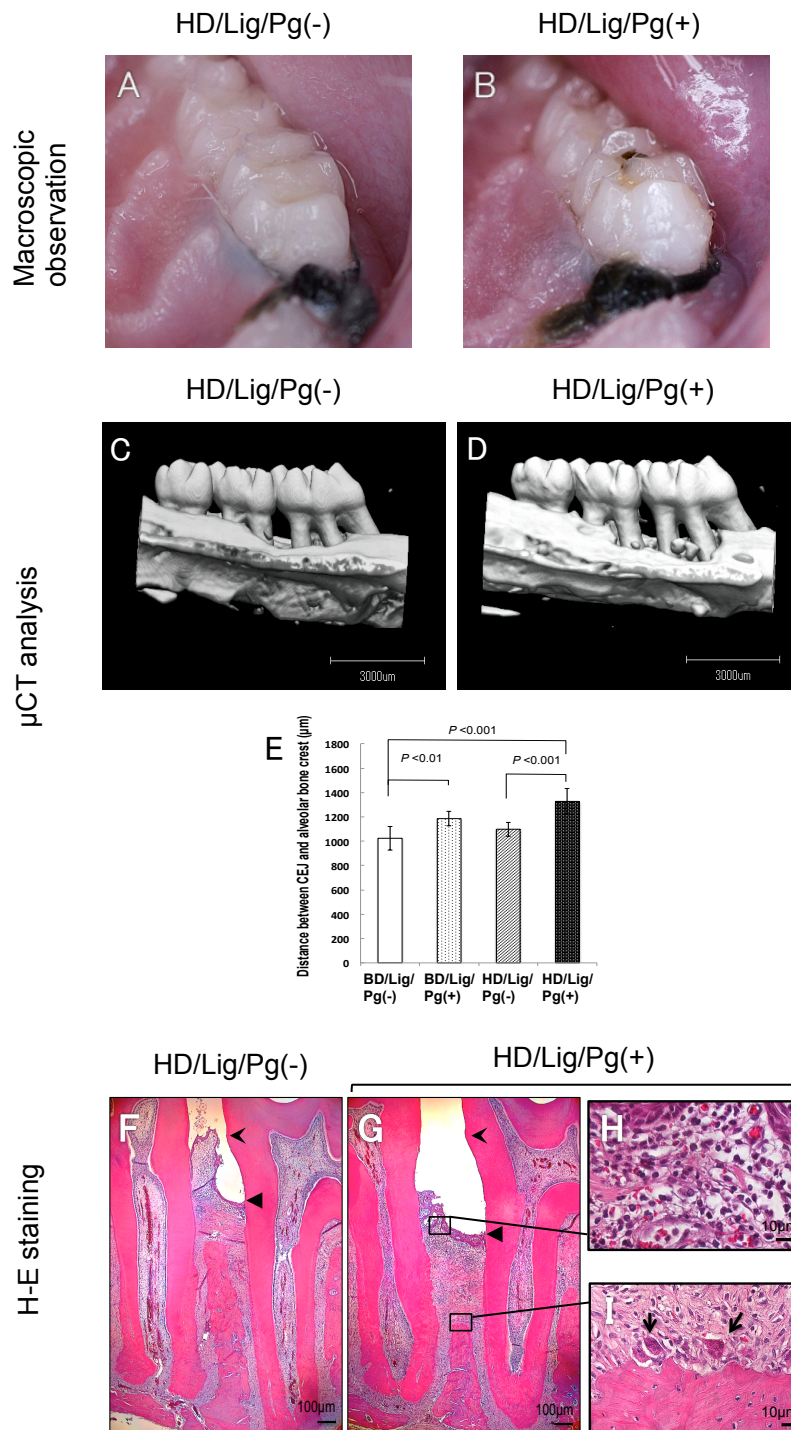 HD/Lig/Pg(-)
HD/Lig/Pg(+)
Macroscopic
observation
A
B
HD/Lig/Pg(-)
HD/Lig/Pg(+)
μCT analysis
C
3000um
D
3000um
E
Distance between CEJ and alveolar bone crest (μm)
1800
1600
1400
1200
1000
800
600
400
200
0
P <0.001
P <0.01
P <0.001
BD/Lig/
Pg(-)
BD/Lig/
Pg(+)
HD/Lig/
Pg(-)
HD/Lig/
Pg(+)
HD/Lig/Pg(-)
HD/Lig/Pg(+)
H-E staining
F
100μm
G
100μm
H
10μm
I
10μm